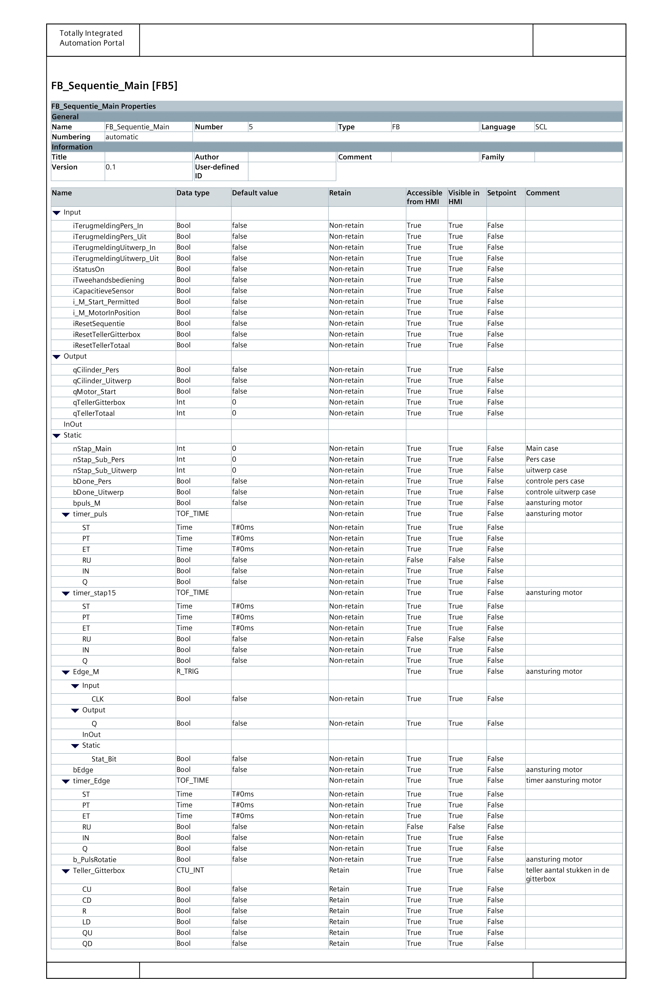 Totally Integrated
Automation Portal
FB_Sequentie_Main [FB5]
FB_Sequentie_Main Properties
General
Name FB_Sequentie_Main Number 5 Type FB Language SCL
Numbering automatic
Information
Title Author Comment Family
Version 0.1 User-defined
ID
Name Data type Default value Retain Accessible Visible in Setpoint Comment
from HMI HMI
Input
iTerugmeldingPers_In Bool false Non-retain True True False
iTerugmeldingPers_Uit Bool false Non-retain True True False
iTerugmeldingUitwerp_In Bool false Non-retain True True False
iTerugmeldingUitwerp_Uit Bool false Non-retain True True False
iStatusOn Bool false Non-retain True True False
iTweehandsbediening Bool false Non-retain True True False
iCapacitieveSensor Bool false Non-retain True True False
i_M_Start_Permitted Bool false Non-retain True True False
i_M_MotorInPosition Bool false Non-retain True True False
iResetSequentie Bool false Non-retain True True False
iResetTellerGitterbox Bool false Non-retain True True False
iResetTellerTotaal Bool false Non-retain True True False
Output
qCilinder_Pers Bool false Non-retain True True False
qCilinder_Uitwerp Bool false Non-retain True True False
qMotor_Start Bool false Non-retain True True False
qTellerGitterbox Int 0 Non-retain True True False
qTellerTotaal Int 0 Non-retain True True False
InOut
Static
nStap_Main Int 0 Non-retain True True False Main case
nStap_Sub_Pers Int 0 Non-retain True True False Pers case
nStap_Sub_Uitwerp Int 0 Non-retain True True False uitwerp case
bDone_Pers Bool false Non-retain True True False controle pers case
bDone_Uitwerp Bool false Non-retain True True False controle uitwerp case
bpuls_M Bool false Non-retain True True False aansturing motor
timer_puls TOF_TIME Non-retain True True False aansturing motor
ST Time T#0ms Non-retain True True False
PT Time T#0ms Non-retain True True False
ET Time T#0ms Non-retain True True False
RU Bool false Non-retain False False False
IN Bool false Non-retain True True False
Q Bool false Non-retain True True False
timer_stap15 TOF_TIME Non-retain True True False aansturing motor
ST Time T#0ms Non-retain True True False
PT Time T#0ms Non-retain True True False
ET Time T#0ms Non-retain True True False
RU Bool false Non-retain False False False
IN Bool false Non-retain True True False
Q Bool false Non-retain True True False
Edge_M R_TRIG True True False aansturing motor
Input
CLK Bool false Non-retain True True False
Output
Q Bool false Non-retain True True False
InOut
Static
Stat_Bit Bool false Non-retain True True False
bEdge Bool false Non-retain True True False aansturing motor
timer_Edge TOF_TIME Non-retain True True False timer aansturing motor
ST Time T#0ms Non-retain True True False
PT Time T#0ms Non-retain True True False
ET Time T#0ms Non-retain True True False
RU Bool false Non-retain False False False
IN Bool false Non-retain True True False
Q Bool false Non-retain True True False
b_PulsRotatie Bool false Non-retain True True False aansturing motor
Teller_Gitterbox CTU_INT Retain True True False teller aantal stukken in de
gitterbox
CU Bool false Retain True True False
CD Bool false Retain True True False
R Bool false Retain True True False
LD Bool false Retain True True False
QU Bool false Retain True True False
QD Bool false Retain True True False